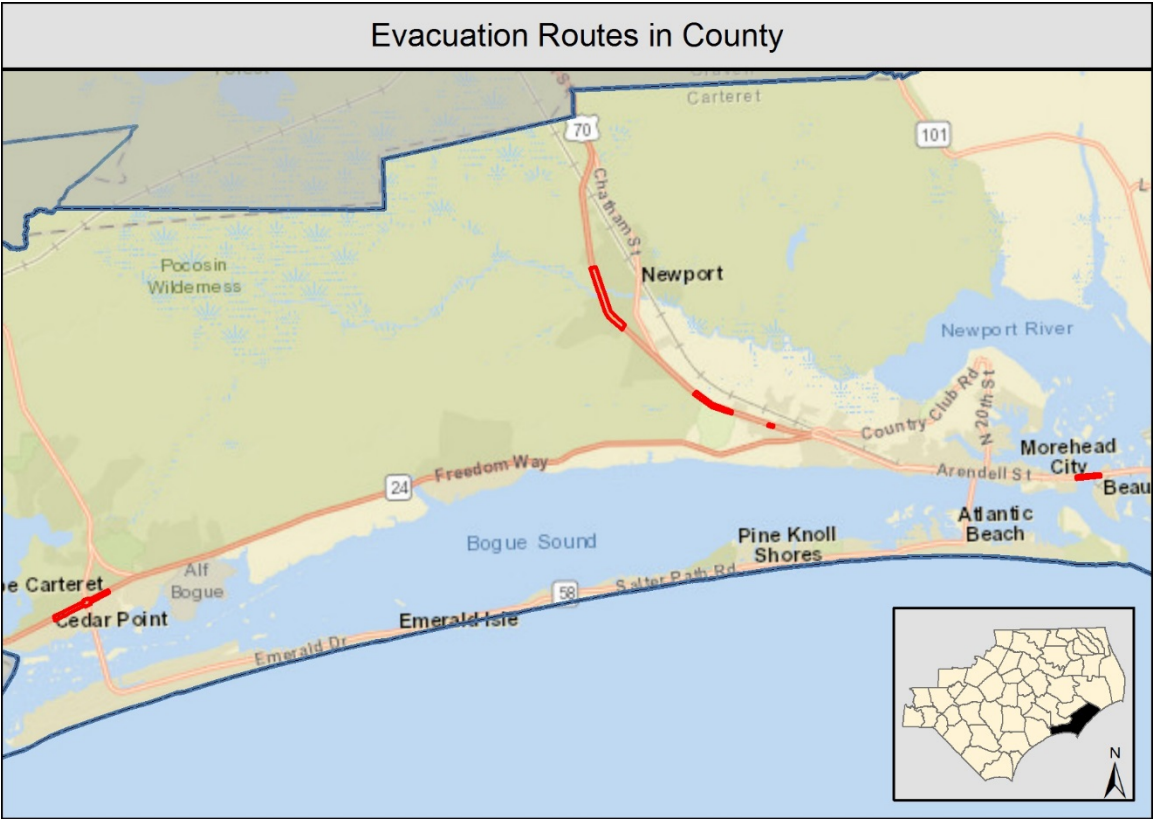 Evacuation Routes in County
Carteret
70
101
Chatham St
Pocosin
Wilderness
Newport
Newport River
Country Club Rd
N 20th St
Morehead
City
Arendell St
Beau
Freedom Way
24
Atlantic
Beach
Pine Knoll
Shores
Bogue Sound
Alf
Bogue
Carteret
Cedar Point
58
Salter Path Rd
Emerald Isle
Emerald Dr
N